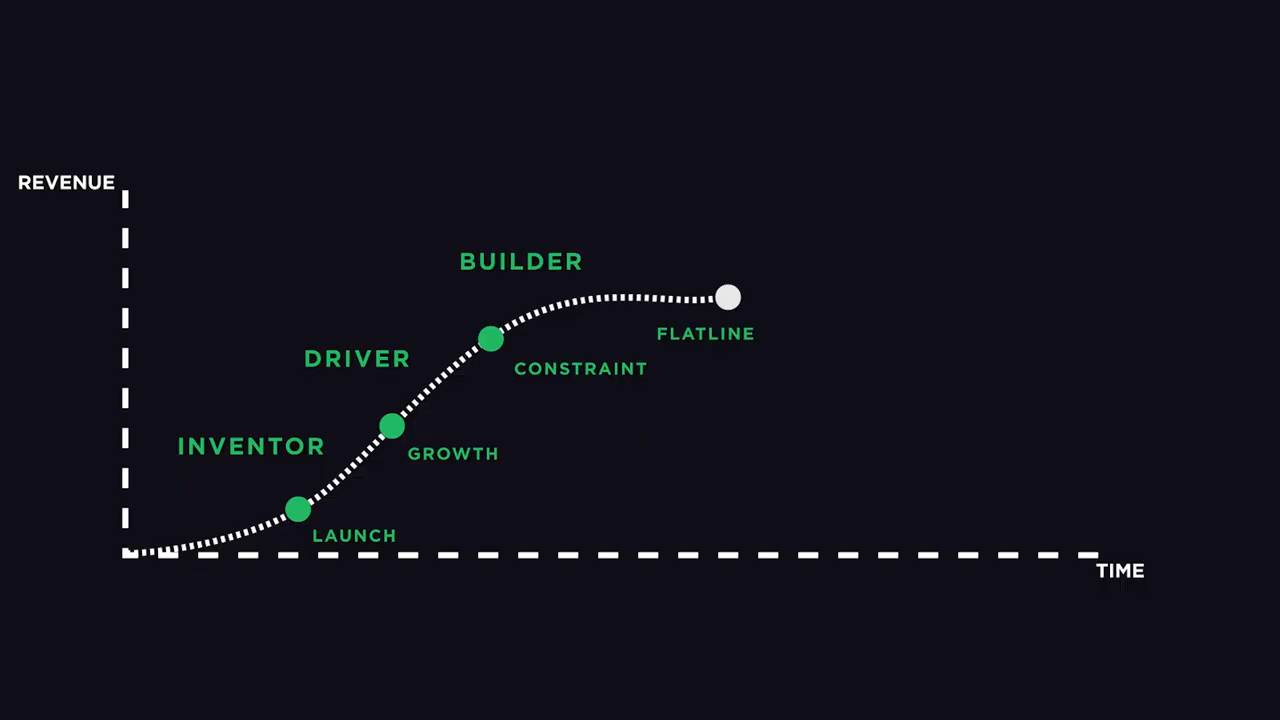 REVENUE
BUILDER
FLATLINE
DRIVER
CONSTRAINT
INVENTOR
GROWTH
LAUNCH
TIME